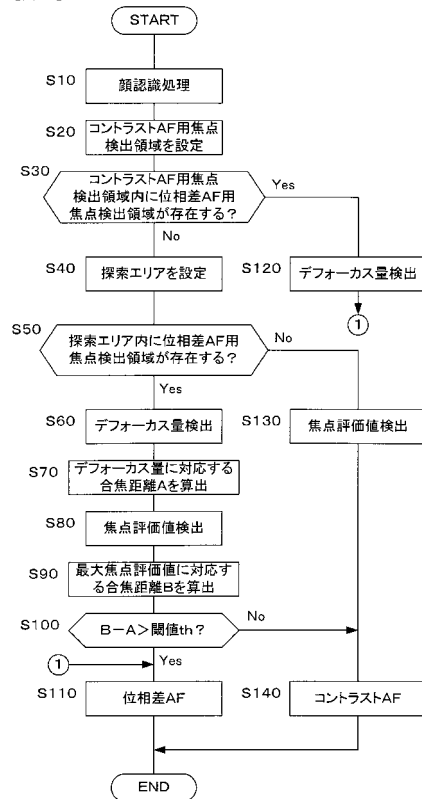 START
S10
顔認識処理
S20
コントラストAF用焦点
検出領域を設定
S30
コントラストAF用焦点
検出領域内に位相差AF用
焦点検出領域が存在する？
Yes
No
S40
探索エリアを設定
S120
デフォーカス量検出
1
S50
探索エリア内に位相差AF用
焦点検出領域が存在する？
No
Yes
S60
デフォーカス量検出
S130
焦点評価値検出
S70
デフォーカス量に対応する
合焦距離Aを算出
S80
焦点評価値検出
S90
最大焦点評価値に対応す
る合焦距離Bを算出
S100
B－A＞閾値th？
No
1
Yes
S110
位相差AF
S140
コントラストAF
END